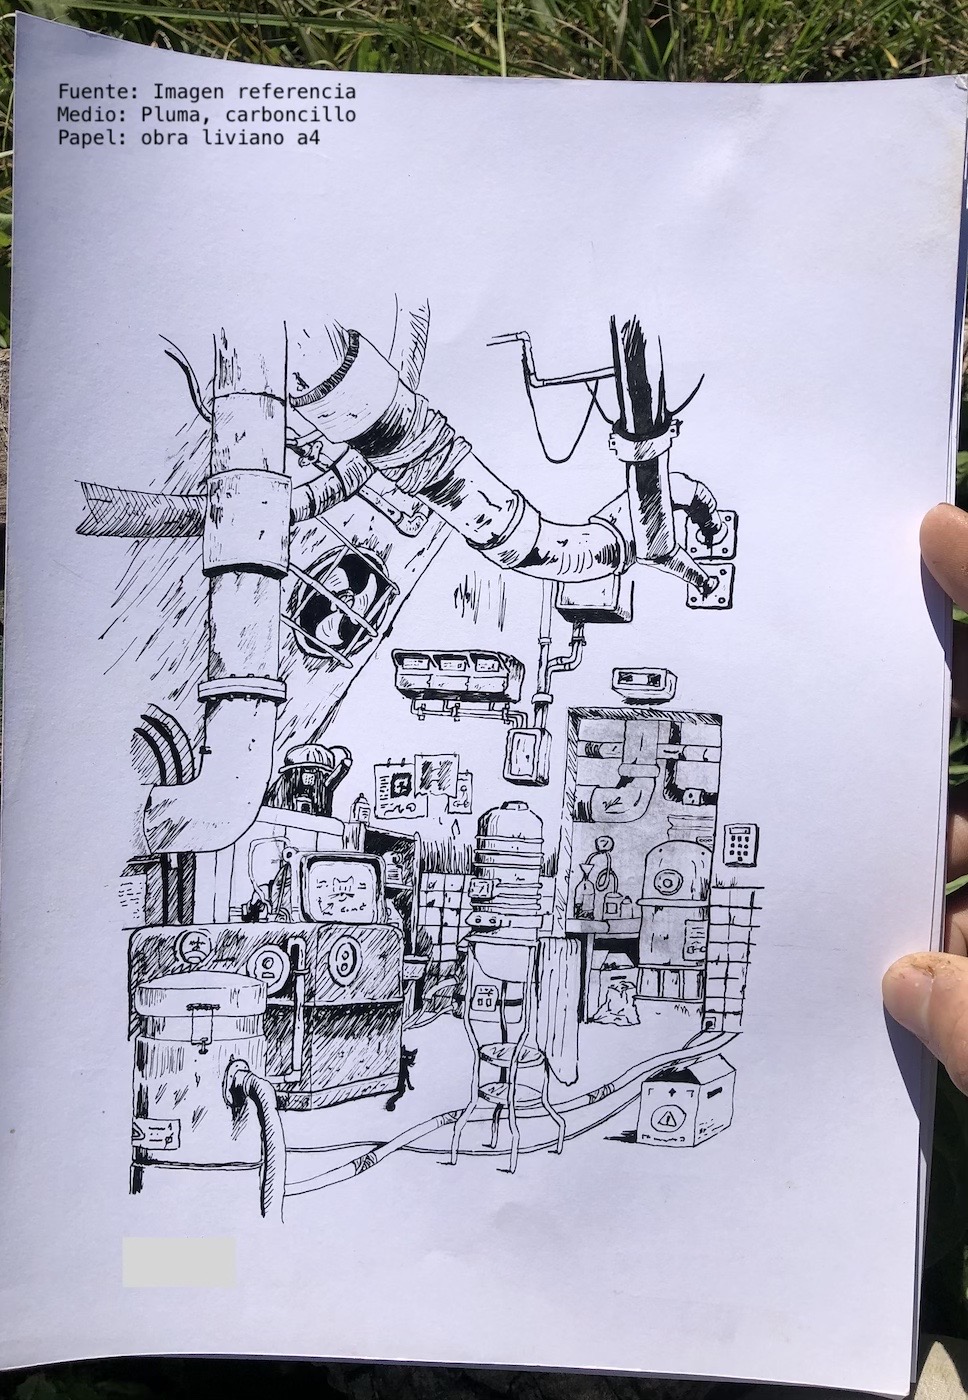 Fuente: Imagen referencia
Medio: Pluma, carboncillo
Papel: obra liviano a4